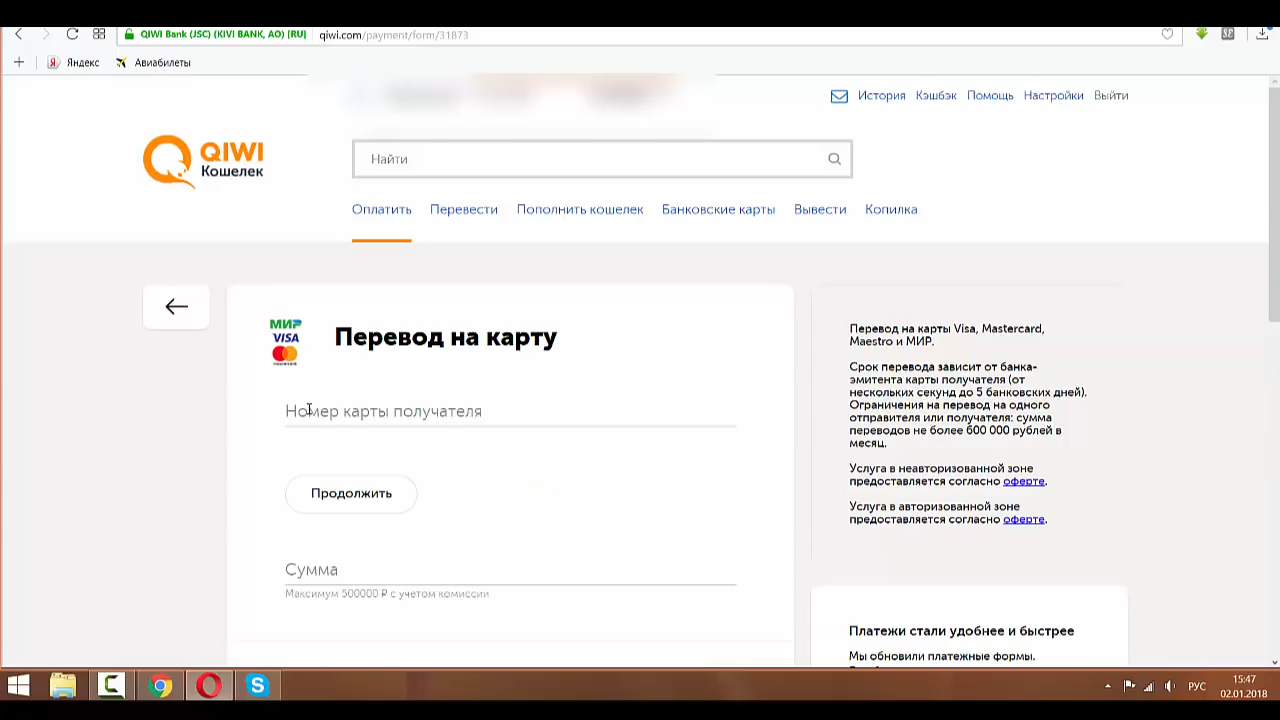 QIWI Bank (JSC) (KIVI BANK, AO) [RU] qiwi.com/payment/form/31873
Яндекс Авиабилеты
История Кэшбэк Помощь Настройки Выйти
QIWI
Кошелек
Найти
Оплатить Перевести Пополнить кошелек Банковские карты Вывести Копилка
МИР
VISA
mastercard
Перевод на карту
Номер карты получателя
Продолжить
Сумма
Максимум 500000 ₽ с учетом комиссии
Перевод на карты Visa, Mastercard,
Maestro и МИР.
Срок перевода зависит от банка-
эмитента карты получателя (от
нескольких секунд до 5 банковских дней).
Ограничения на перевод на одного
отправителя или получателя: сумма
переводов не более 600 000 рублей в
месяц.
Услуга в неавторизованной зоне
предоставляется согласно оферте.
Услуга в авторизованной зоне
предоставляется согласно оферте.
Платежи стали удобнее и быстрее
Мы обновили платежные формы.
РУС
15:47
02.01.2018